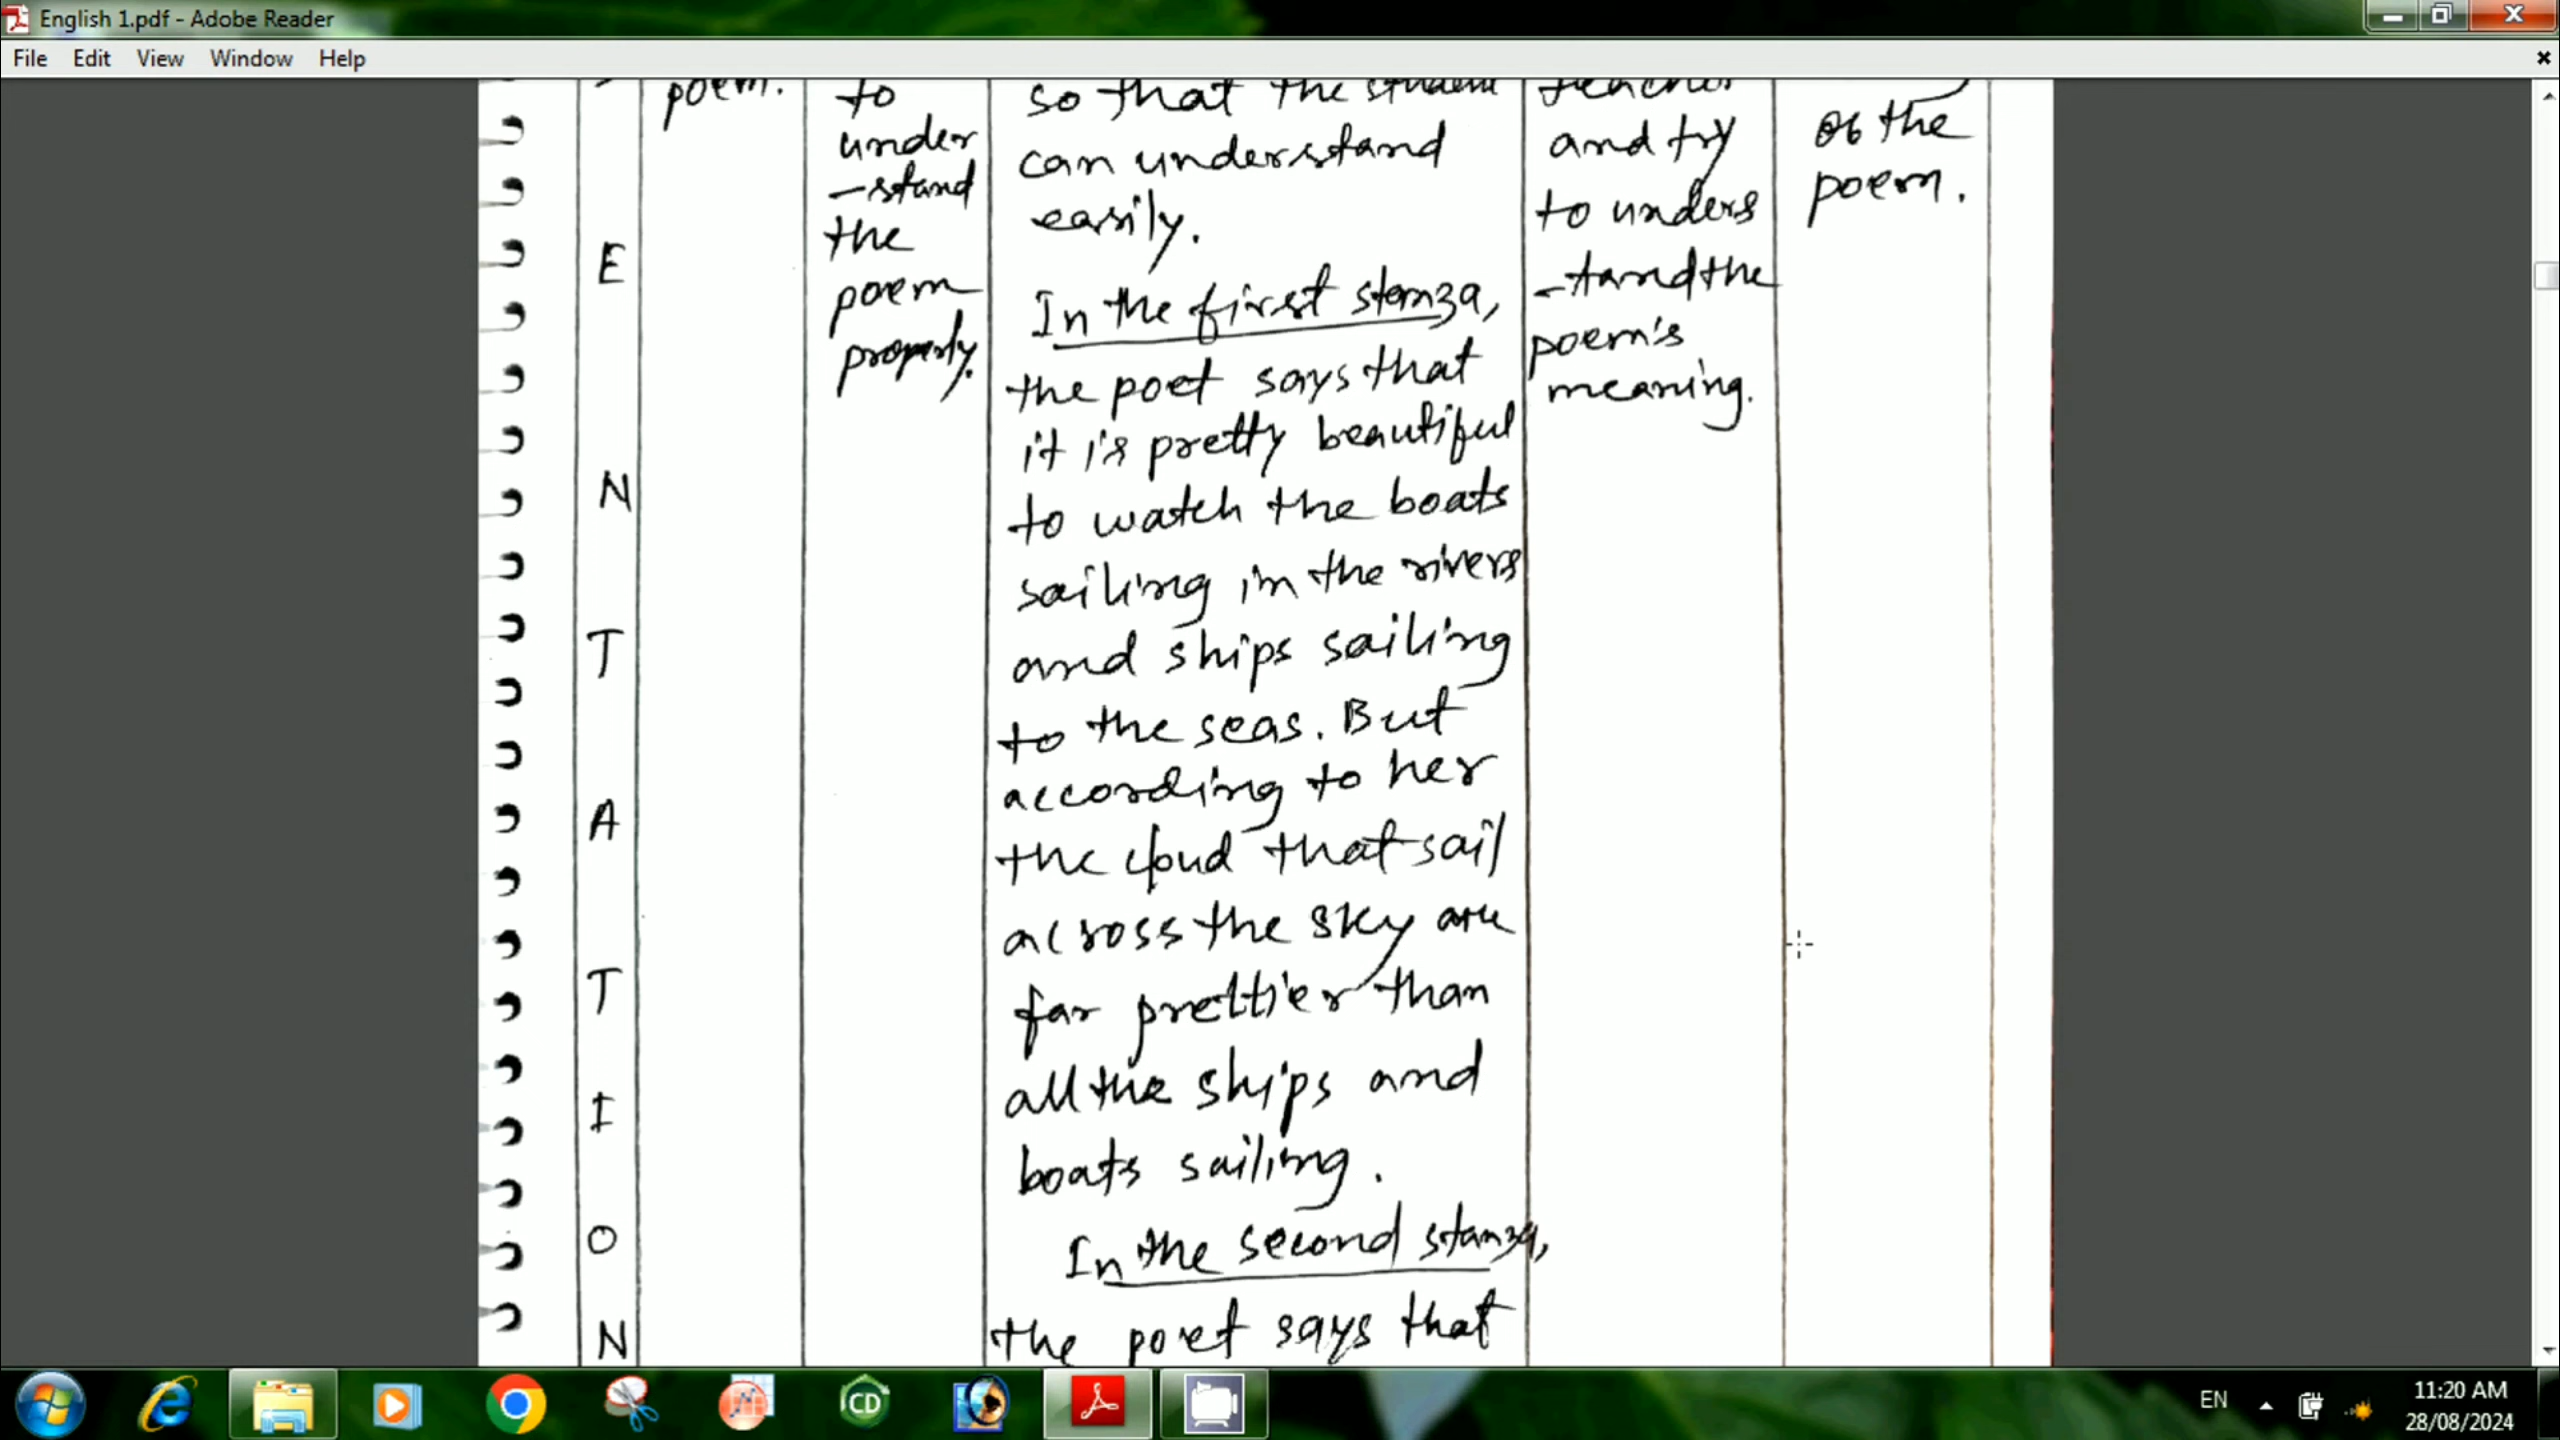 English 1.pdf - Adobe Reader
File Edit View Window Help
E
N
T
A
T
I
O
N
poem.
to
under
-stand
the
poem
properly.
so that the student
can understand
easily.
In the first stanza,
the poet says that
it is pretty beautiful
to watch the boats
sailing in the rivers
and ships sailing
to the seas. But
according to her
the cloud that sail
across the sky are
far prettier than
all the ships and
boats sailing.
In the second stanza,
the poet says that
teacher
and try
to unders
-tand the
poem's
meaning.
of the
poem.
CD
EN
11:20 AM
28/08/2024